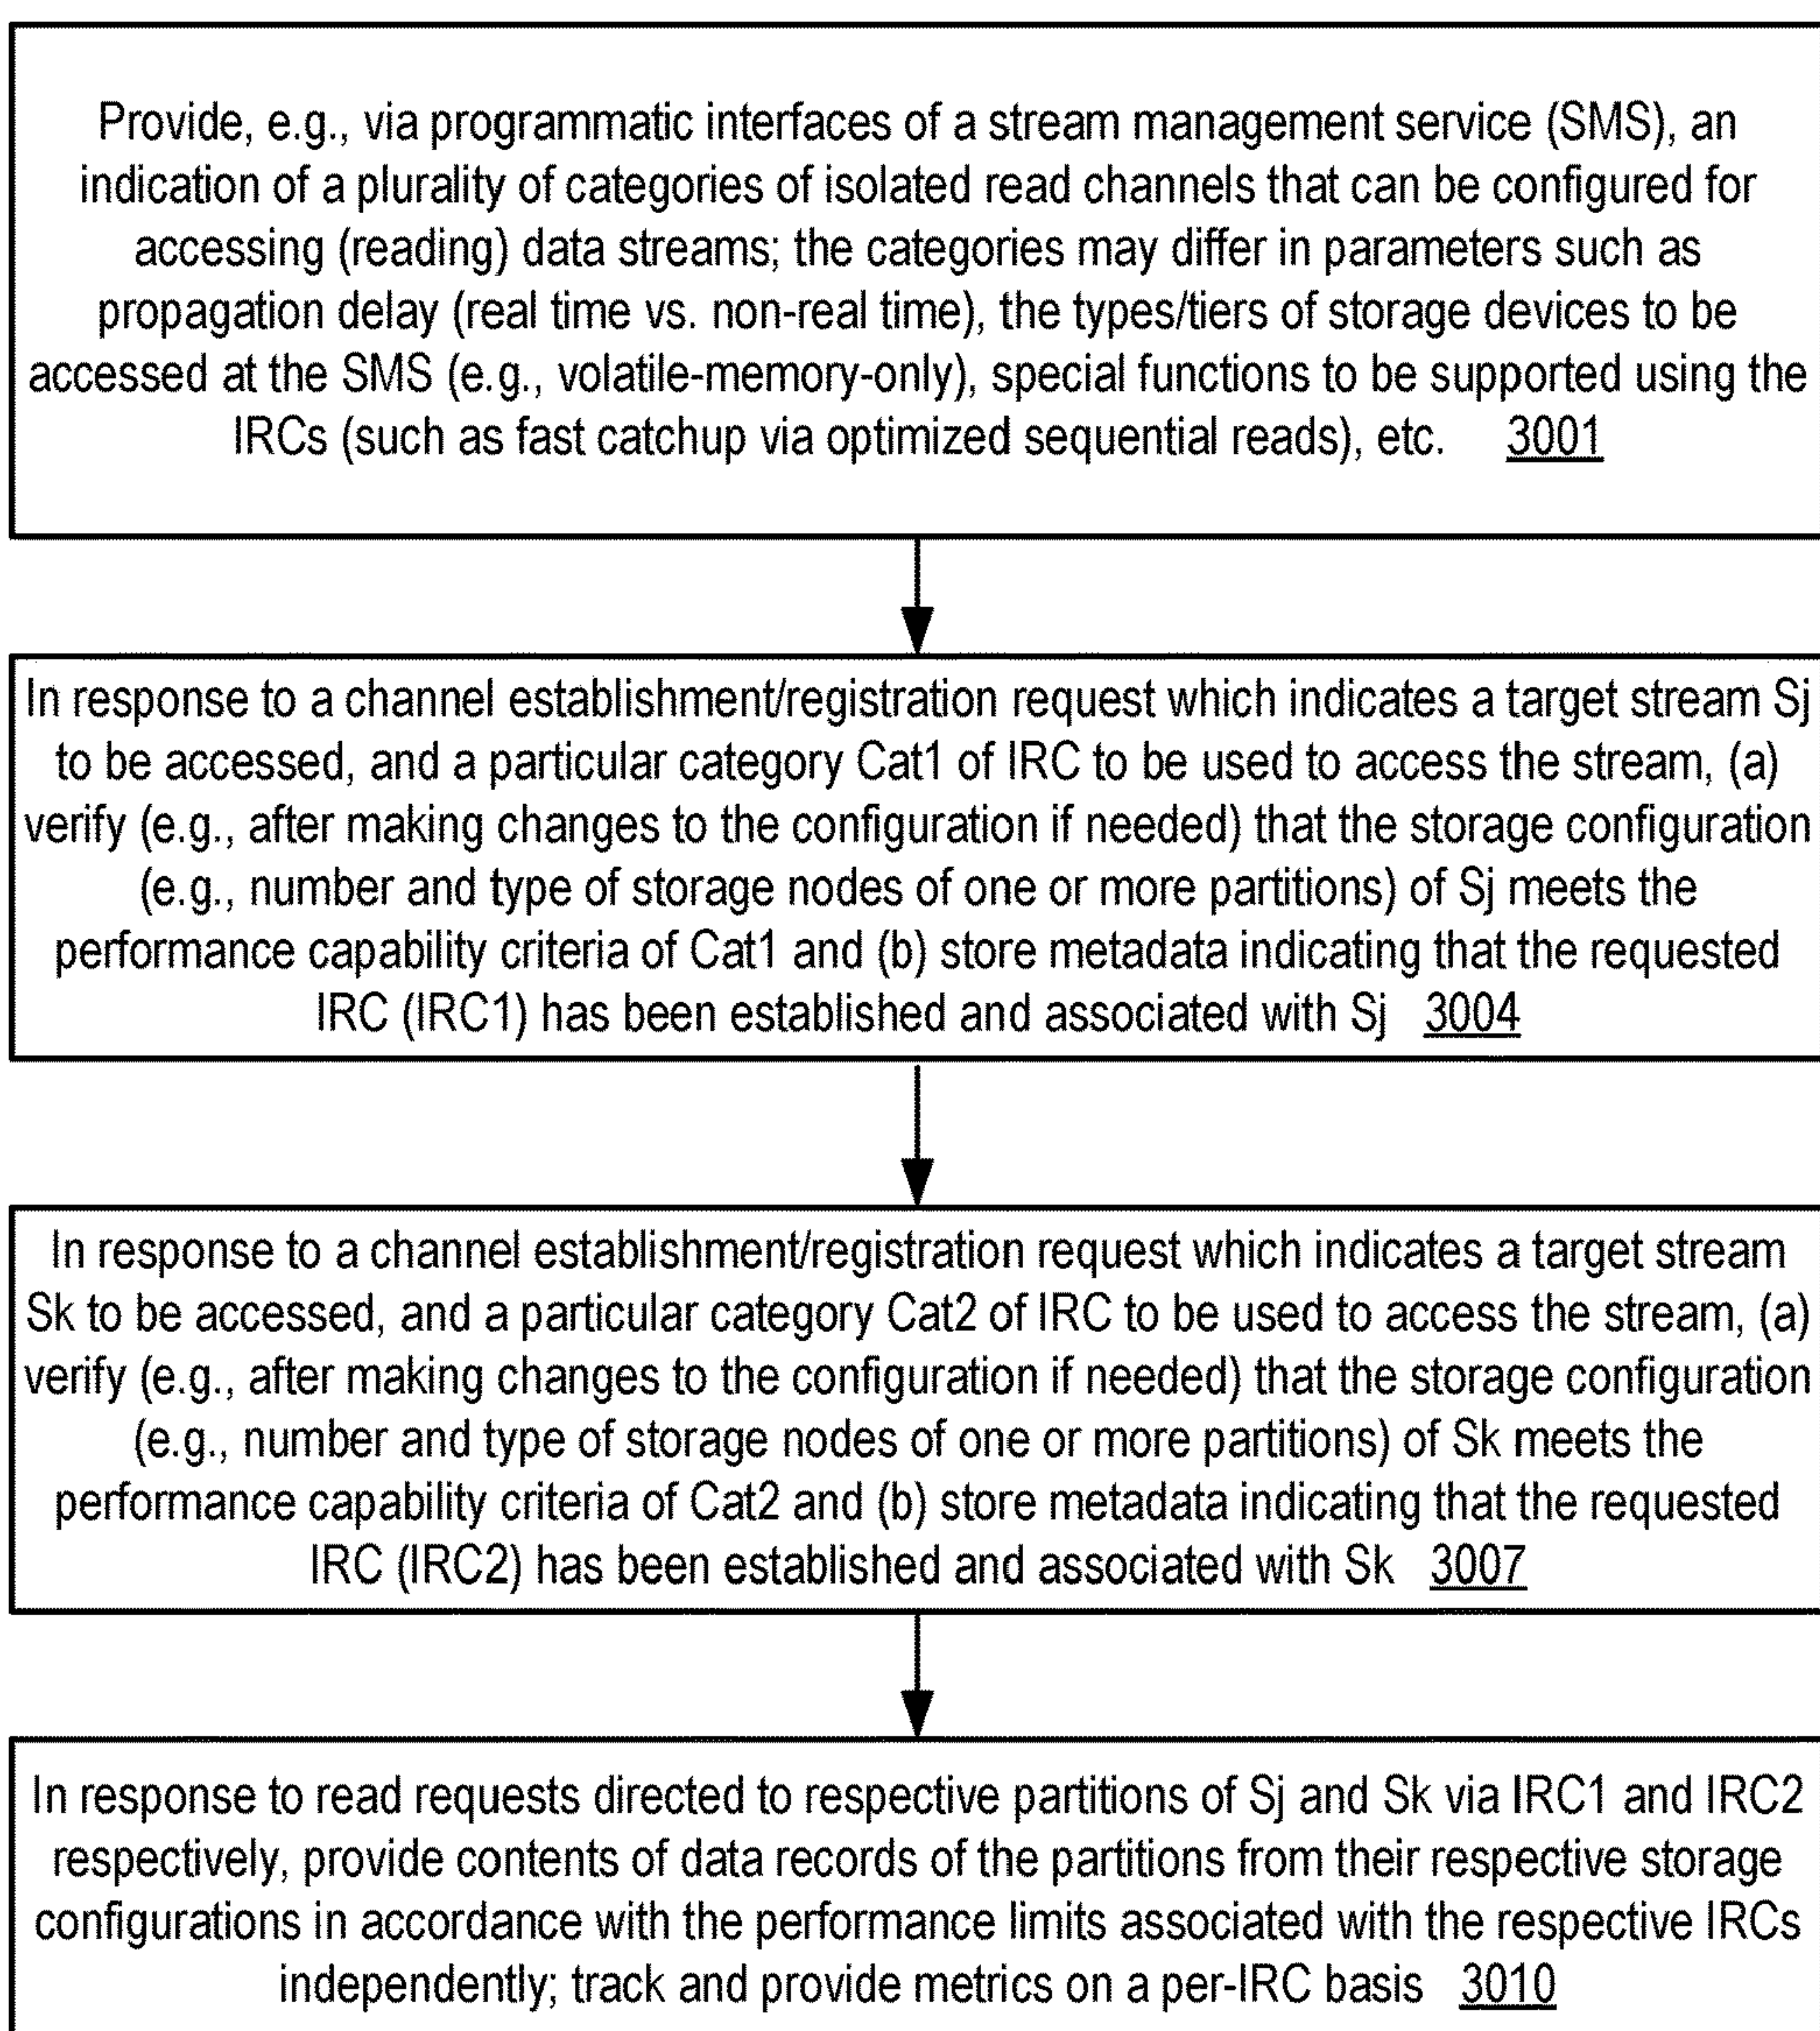 Provide, e.g., via programmatic interfaces of a stream management service (SMS), an
indication of a plurality of categories of isolated read channels that can be configured for
accessing (reading) data streams; the categories may differ in parameters such as
propagation delay (real time vs. non-real time), the types/tiers of storage devices to be
accessed at the SMS (e.g., volatile-memory-only), special functions to be supported using the
IRCs (such as fast catchup via optimized sequential reads), etc. 3001
In response to a channel establishment/registration request which indicates a target stream Sj
to be accessed, and a particular category Cat1 of IRC to be used to access the stream, (a)
verify (e.g., after making changes to the configuration if needed) that the storage configuration
(e.g., number and type of storage nodes of one or more partitions) of Sj meets the
performance capability criteria of Cat1 and (b) store metadata indicating that the requested
IRC (IRC1) has been established and associated with Sj 3004
In response to a channel establishment/registration request which indicates a target stream
Sk to be accessed, and a particular category Cat2 of IRC to be used to access the stream, (a)
verify (e.g., after making changes to the configuration if needed) that the storage configuration
(e.g., number and type of storage nodes of one or more partitions) of Sk meets the
performance capability criteria of Cat2 and (b) store metadata indicating that the requested
IRC (IRC2) has been established and associated with Sk 3007
In response to read requests directed to respective partitions of Sj and Sk via IRC1 and IRC2
respectively, provide contents of data records of the partitions from their respective storage
configurations in accordance with the performance limits associated with the respective IRCs
independently; track and provide metrics on a per-IRC basis 3010